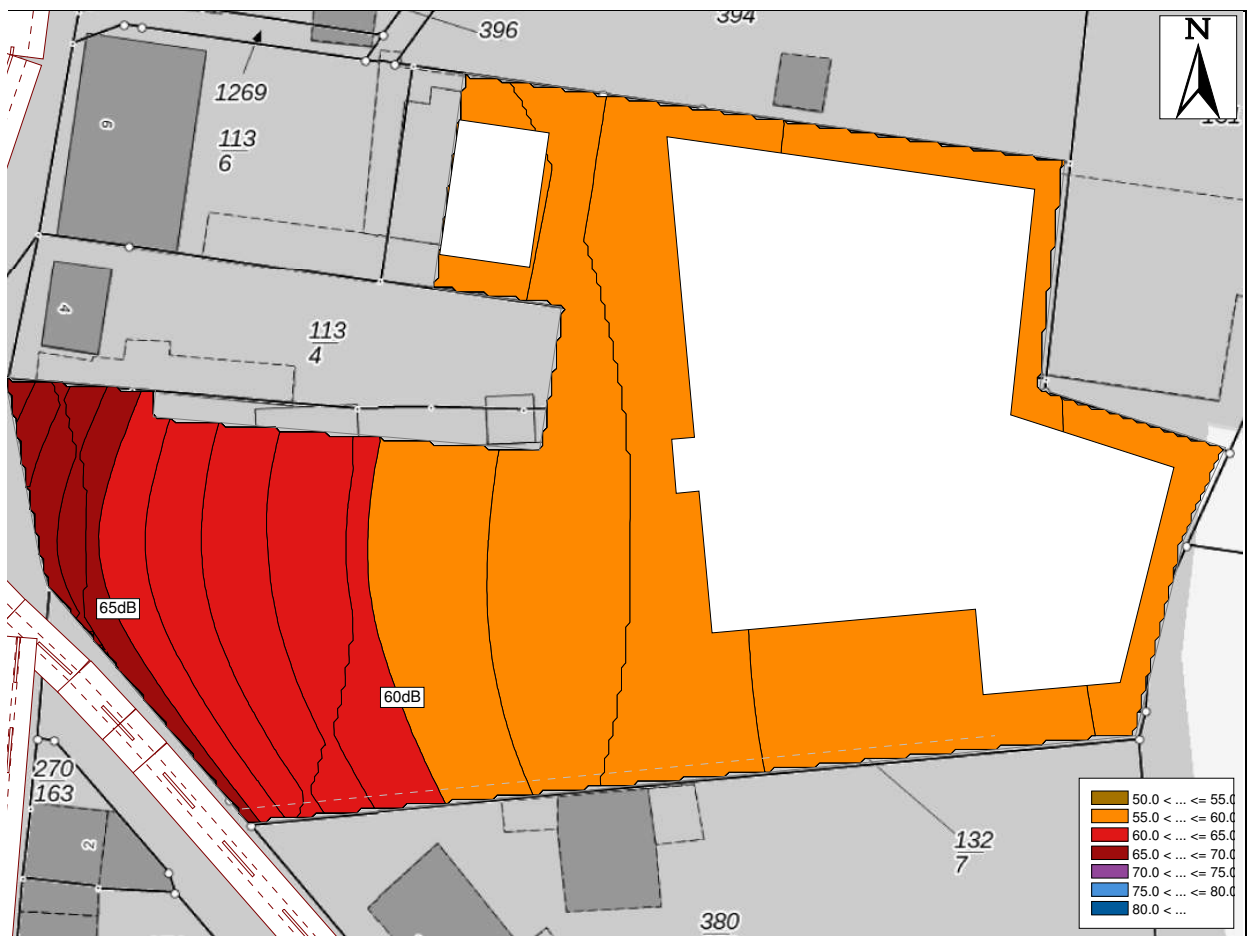 394
396
N
1269
6
113
6
4
113
4
65dB
60dB
270
163
2
132
7
380
50.0 < ... <= 55.0
55.0 < ... <= 60.0
60.0 < ... <= 65.0
65.0 < ... <= 70.0
70.0 < ... <= 75.0
75.0 < ... <= 80.0
80.0 < ...